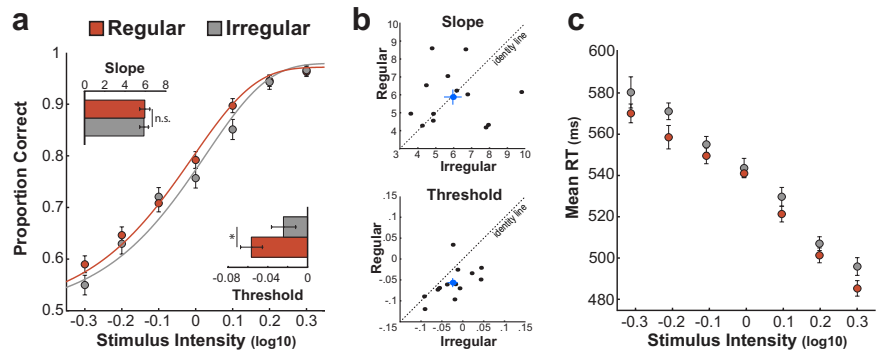 a
Regular Irregular
Slope
0 2 4 6 8
n.s.
Proportion Correct
1
0.9
0.8
0.7
0.6
0.5
*
-0.08 -0.04 0
Threshold
-0.3 -0.2 -0.1 0 0.1 0.2 0.3
Stimulus Intensity (log10)
b
Slope
Regular
10
9
8
7
6
5
4
3
identity line
3 4 5 6 7 8 9 10
Irregular
Threshold
Regular
.15
.1
.05
0
-.05
-.1
-.15
identity line
-.15 -.1 -.05 0 .05 .1 .15
Irregular
c
Mean RT (ms)
600
580
560
540
520
500
480
-0.3 -0.2 -0.1 0 0.1 0.2 0.3
Stimulus Intensity (log10)